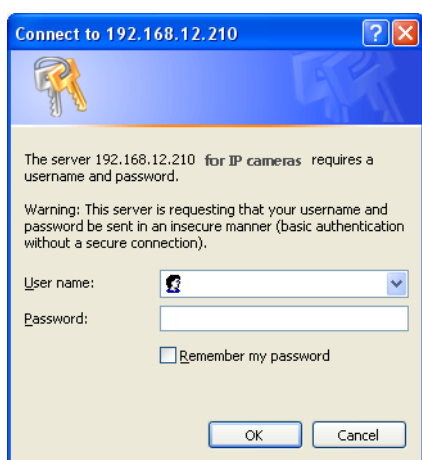 Connect to 192.168.12.210
The server 192.168.12.210 for IP cameras requires a
username and password.
Warning: This server is requesting that your username and
password be sent in an insecure manner (basic authentication
without a secure connection).
User name:
Password:
Remember my password
OK Cancel